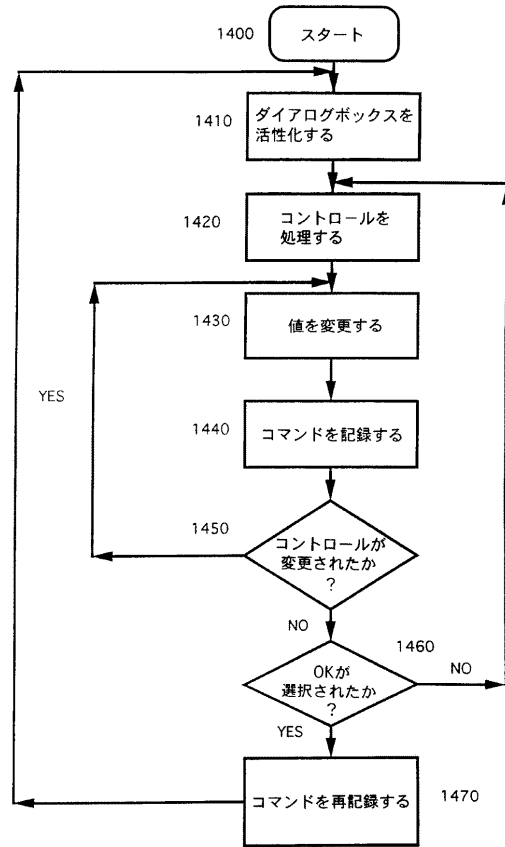 1400
スタート
1410
ダイアログボックスを
活性化する
1420
コントロールを
処理する
1430
値を変更する
YES
1440
コマンドを記録する
1450
コントロールが
変更されたか
?
NO
1460
OKが
選択されたか
?
NO
YES
コマンドを再記録する
1470